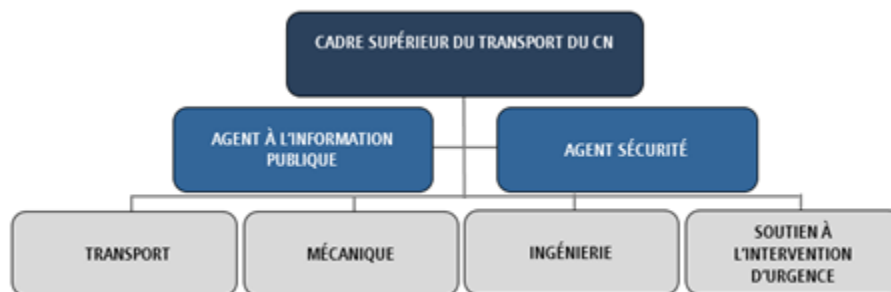 CADRE SUPÉRIEUR DU TRANSPORT DU CN
AGENT À L'INFORMATION
PUBLIQUE
AGENT SÉCURITÉ
TRANSPORT
MÉCANIQUE
INGÉNIERIE
SOUTIEN À
L'INTERVENTION
D'URGENCE